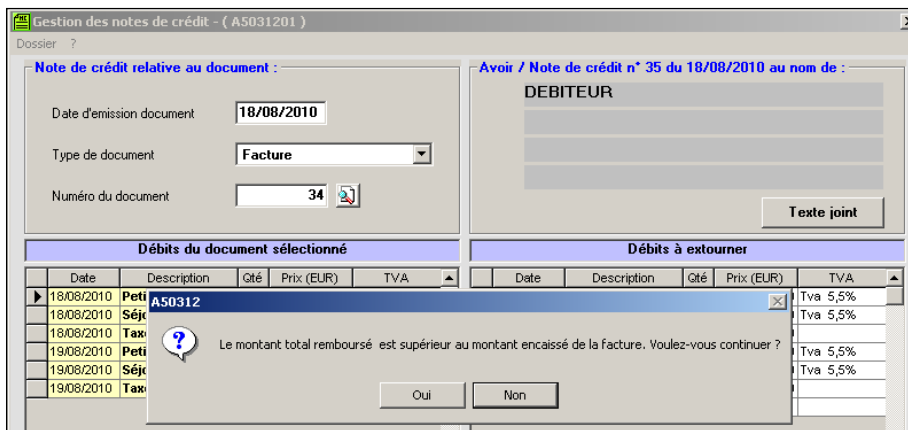 Gestion des notes de crédit - ( A5031201 )
Dossier ?
Note de crédit relative au document :
Date d'emission document 18/08/2010
Type de document Facture
Numéro du document 34
Avoir / Note de crédit n° 35 du 18/08/2010 au nom de :
DEBITEUR
Texte joint
Débits du document sélectionné
Débits à extourner
Date Description Qté Prix (EUR) TVA
Date Description Qté Prix (EUR) TVA
18/08/2010 Tva 5,5%
18/08/2010 Tva 5,5%
18/08/2010
19/08/2010 Tva 5,5%
19/08/2010 Tva 5,5%
19/08/2010
A50312
Le montant total remboursé est supérieur au montant encaissé de la facture. Voulez-vous continuer ?
Oui Non